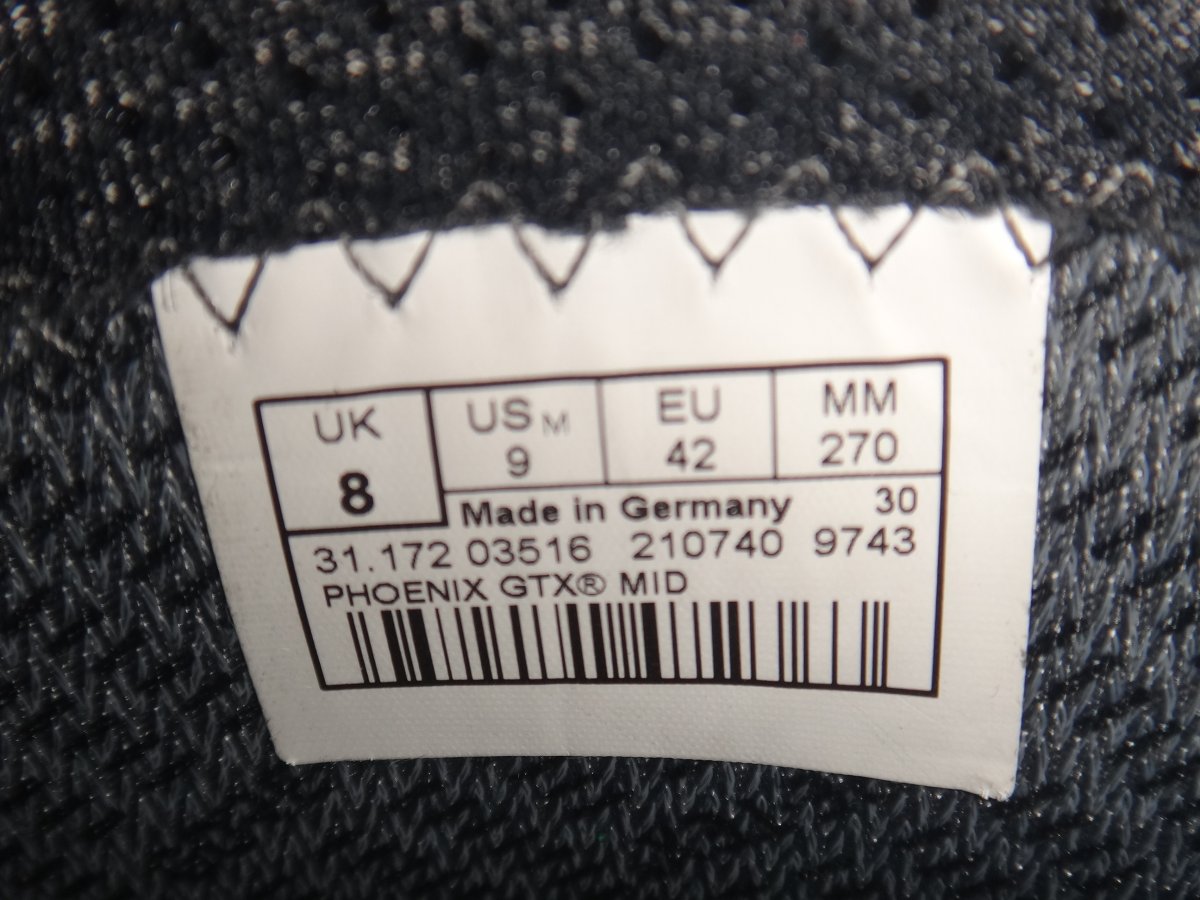 UK US M EU MM
8 9 42 270
Made in Germany 30
31.172 03516 210740 9743
PHOENIX GTX® MID